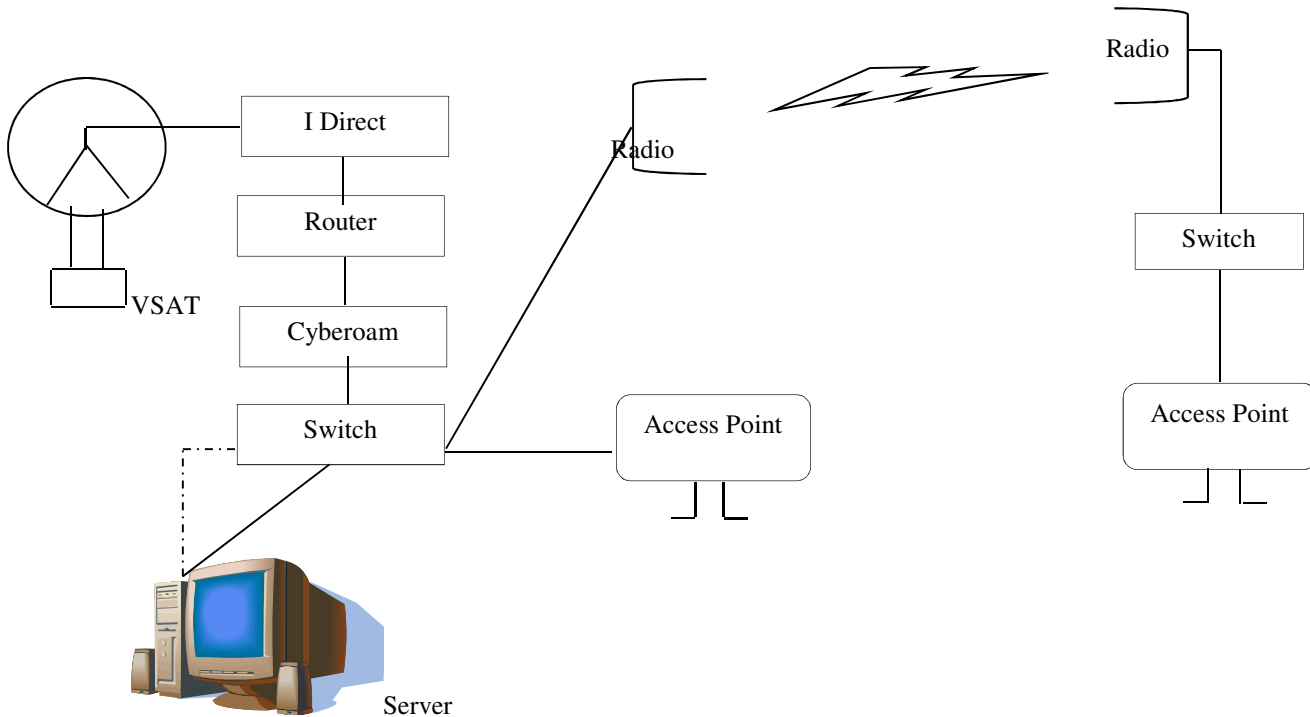 Radio
I Direct
Radio
Router
Switch
VSAT
Cyberoam
Switch
Access Point
Access Point
Server